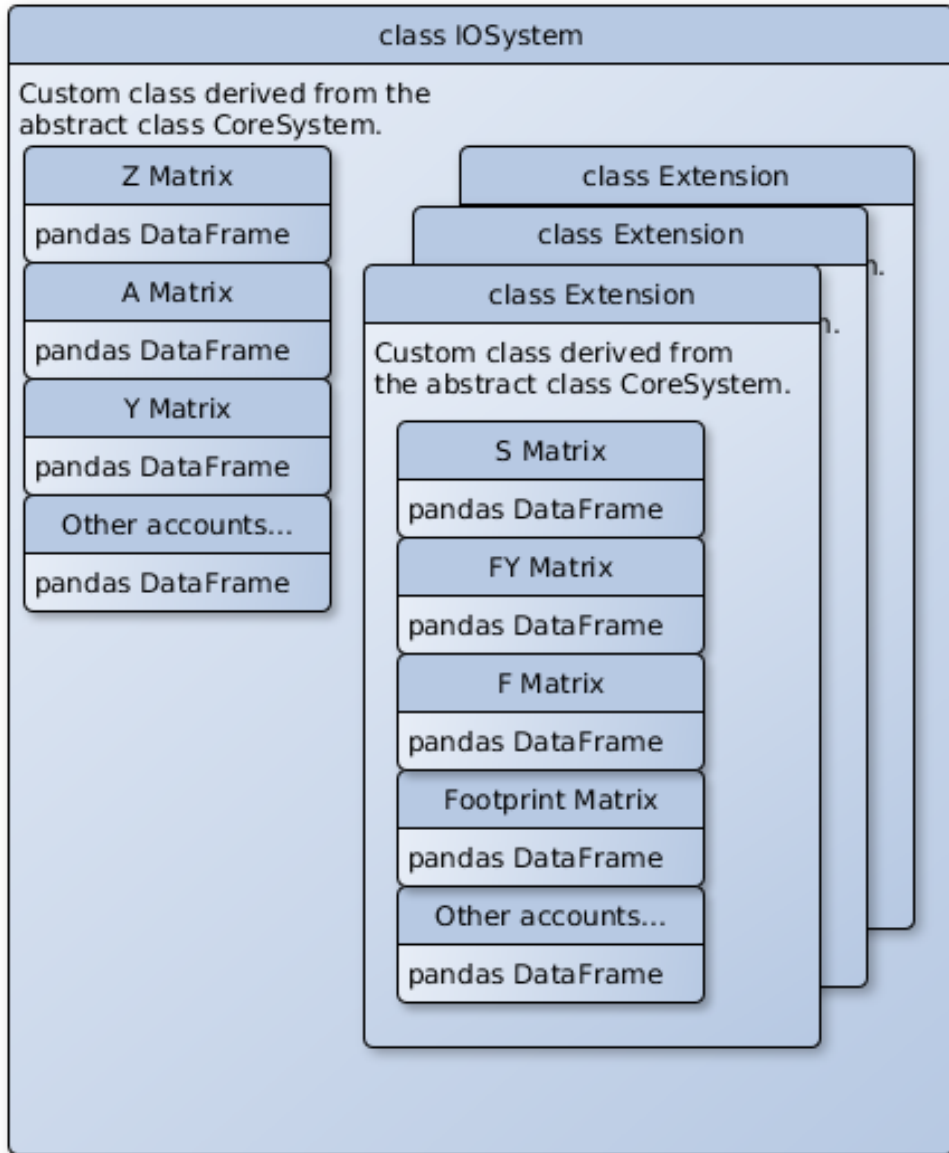 class IOSystem
Custom class derived from the
abstract class CoreSystem.
Z Matrix
pandas DataFrame
A Matrix
pandas DataFrame
Y Matrix
pandas DataFrame
Other accounts...
pandas DataFrame
class Extension
n.
class Extension
n.
class Extension
Custom class derived from
the abstract class CoreSystem.
S Matrix
pandas DataFrame
FY Matrix
pandas DataFrame
F Matrix
pandas DataFrame
Footprint Matrix
pandas DataFrame
Other accounts...
pandas DataFrame